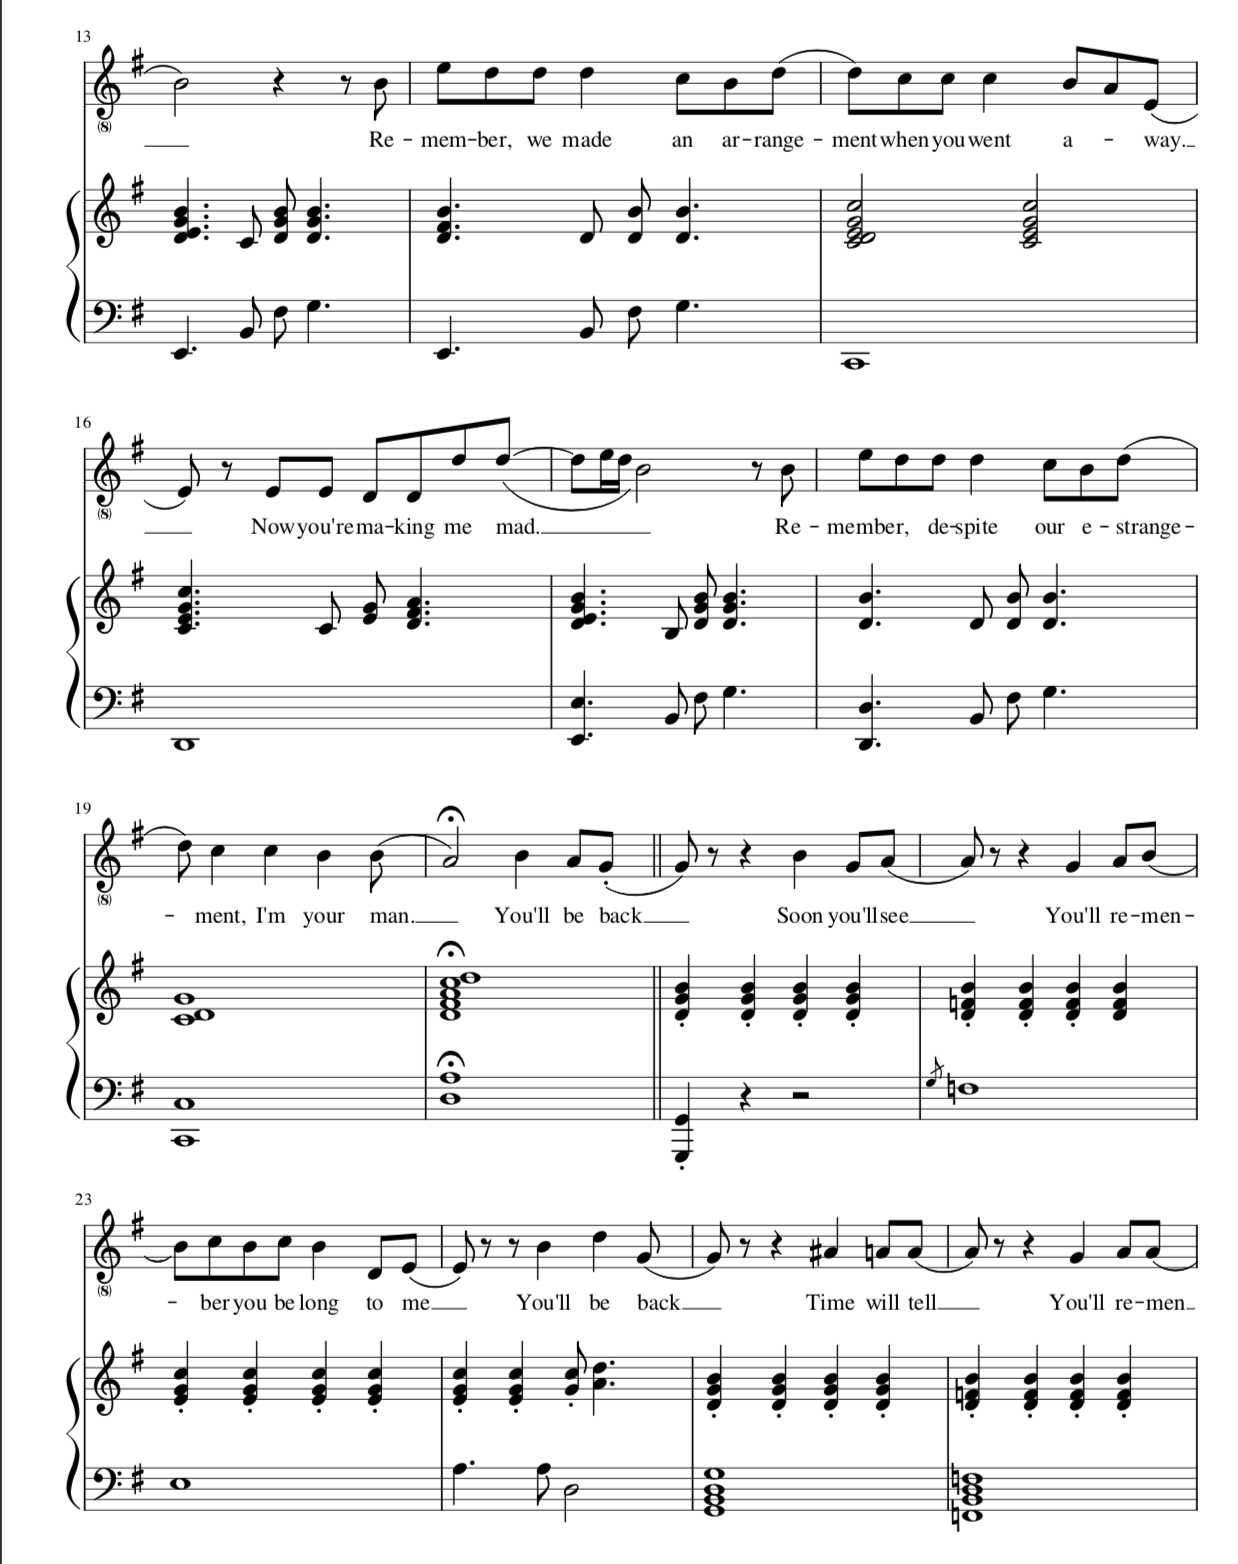 13
(8)
Re – mem – ber, we made an ar – range – ment when you went a – way.
16
(8)
Now you're ma – king me mad. Re – member, de – spite our e – strange –
19
(8)
– ment, I'm your man. You'll be back Soon you'll see You'll re – men –
23
(8)
– ber you be long to me You'll be back Time will tell You'll re – men